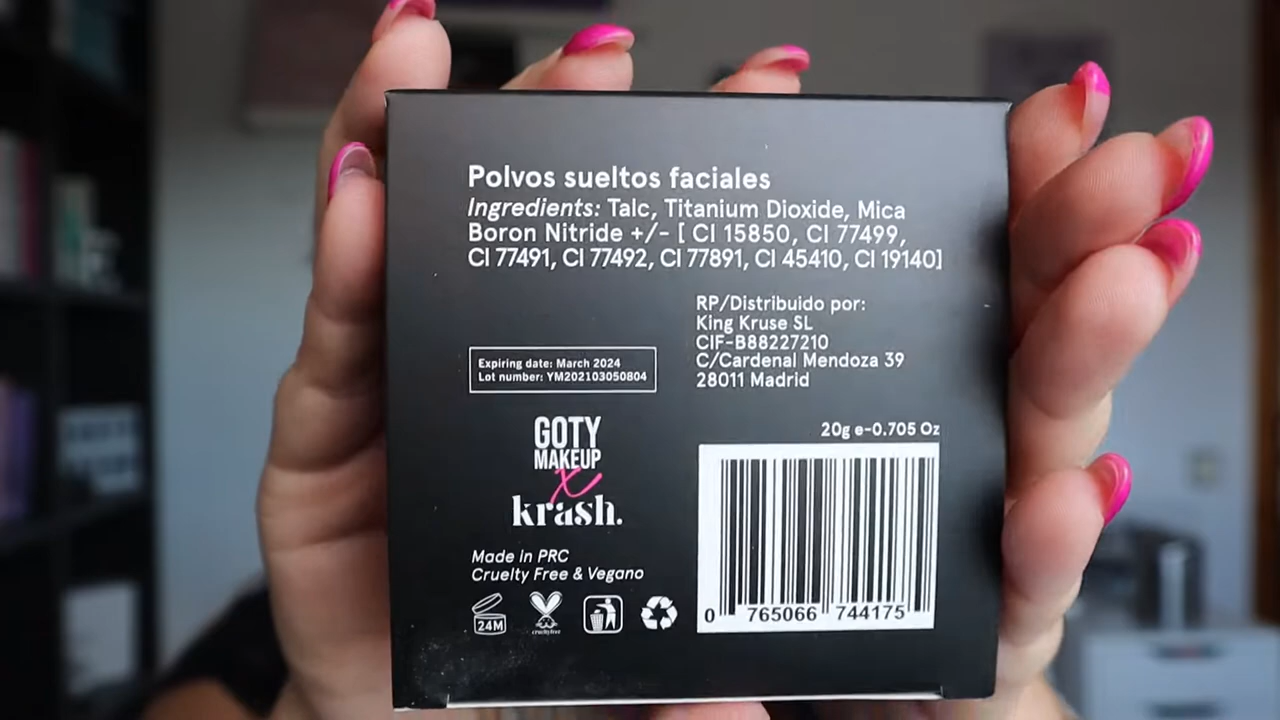 Polvos sueltos faciales
Ingredients: Talc, Titanium Dioxide, Mica
Boron Nitride +/- [ CI 15850, CI 77499,
CI 77491, CI 77492, CI 77891, CI 45410, CI 19140]
RP/Distribuido por:
King Kruse SL
CIF-B88227210
C/Cardenal Mendoza 39
28011 Madrid
Expiring date: March 2024
Lot number: YM202103050804
GOTY
MAKEUP
x
krash.
20g e-0.705 Oz
Made in PRC
Cruelty Free & Vegano
24M
crueltyfree
0 765066 744175